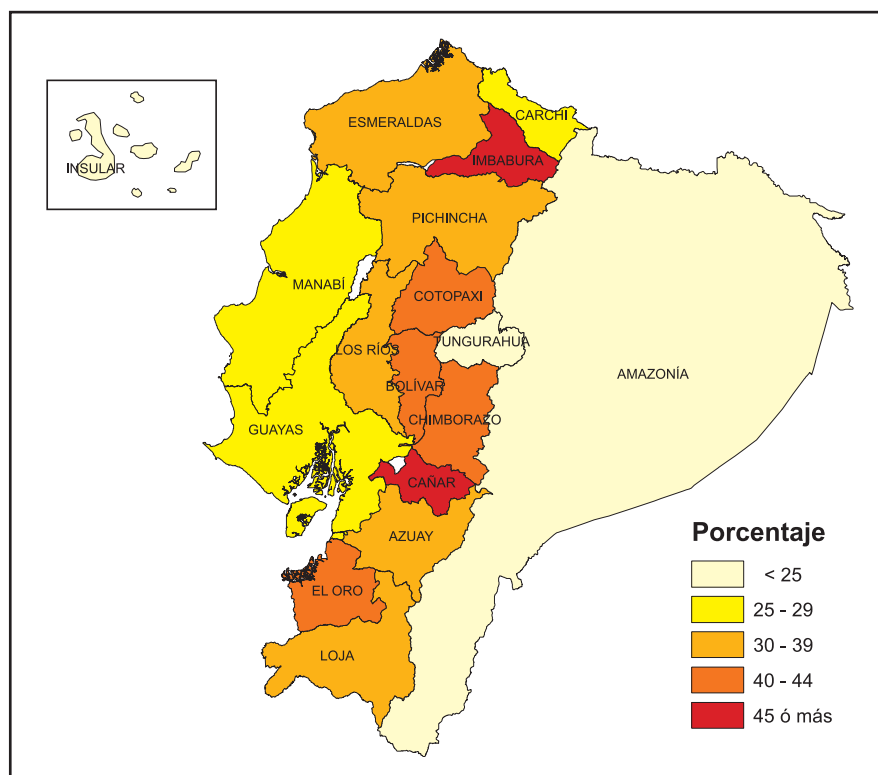 ESMERALDAS
CARCHI
IMBABURA
INSULAR
PICHINCHA
MANABÍ
COTOPAXI
LOS RÍOS
TUNGURAHUA
BOLÍVAR
AMAZONÍA
CHIMBORAZO
GUAYAS
CAÑAR
AZUAY
EL ORO
LOJA
Porcentaje
< 25
25 - 29
30 - 39
40 - 44
45 ó más